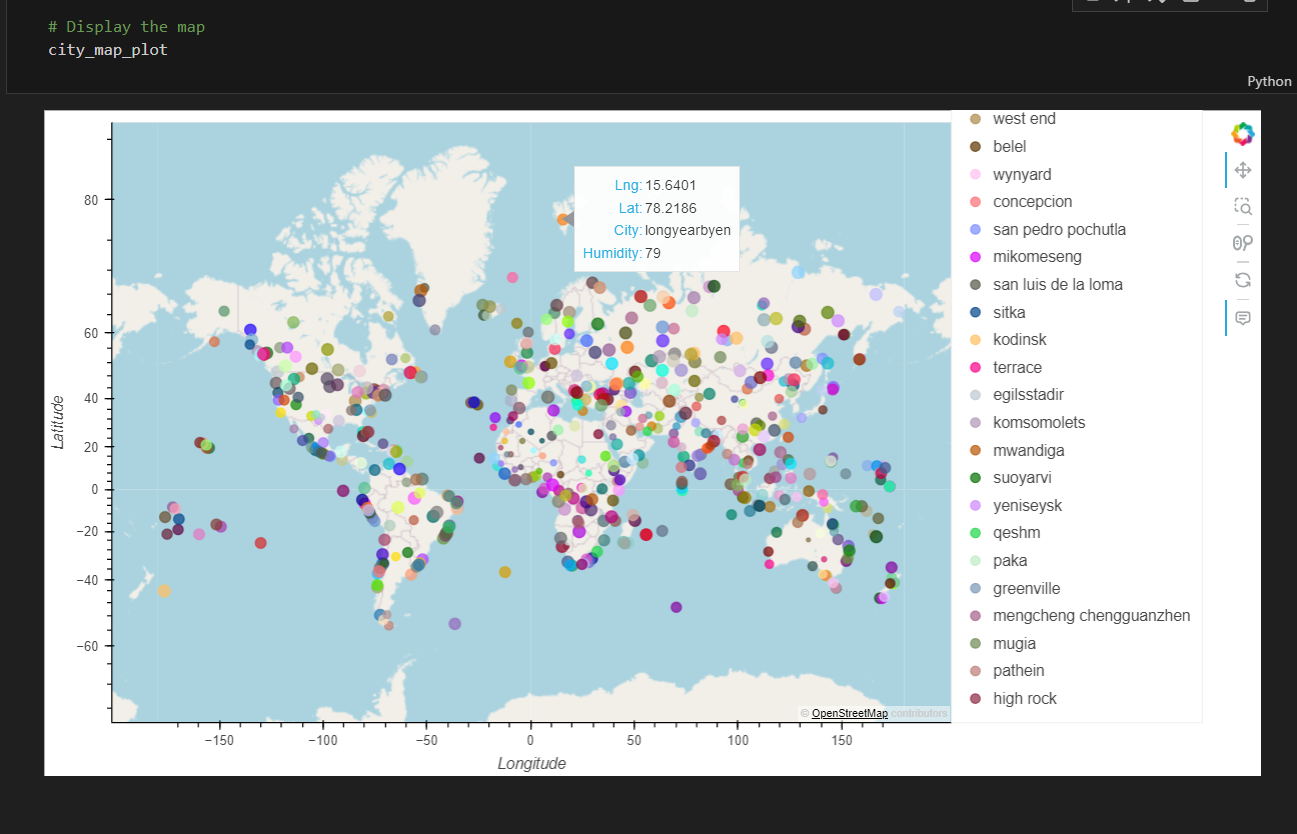 # Display the map
city_map_plot
Python
west end
belel
wynyard
concepcion
san pedro pochutla
mikomeseng
san luis de la loma
sitka
kodinsk
terrace
egilsstadir
komsomolets
mwandiga
suoyarvi
yeniseysk
qeshm
paka
greenville
mengcheng chengguanzhen
mugia
pathein
high rock
Lng: 15.6401
Lat: 78.2186
City: longyearbyen
Humidity: 79
Latitude
80
60
40
20
0
−20
−40
−60
© OpenStreetMap contributors
−150 −100 −50 0 50 100 150
Longitude